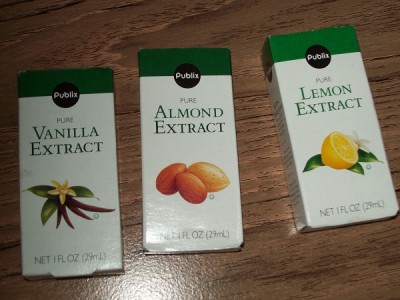 Publix
PURE
VANILLA
EXTRACT
NET 1 FL OZ (29mL)
Publix
PURE
ALMOND
EXTRACT
NET 1 FL OZ (29mL)
Publix
PURE
LEMON
EXTRACT
NET 1 FL OZ (29mL)